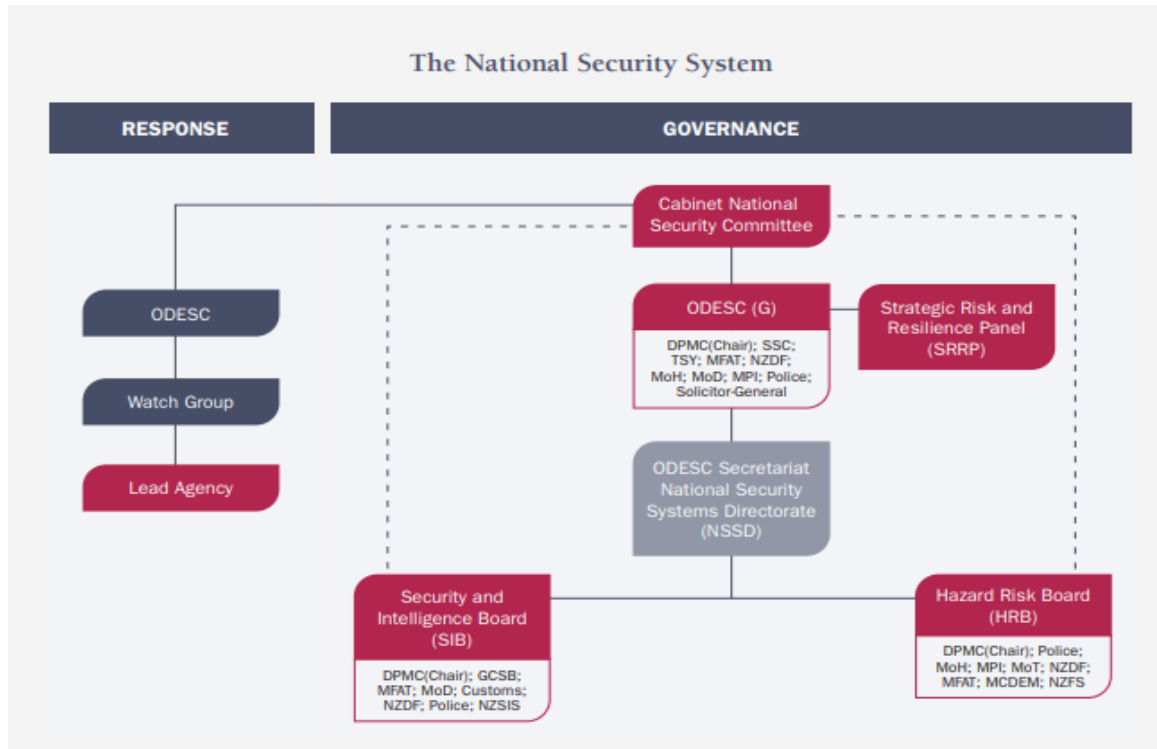 The National Security System
RESPONSE
GOVERNANCE
Cabinet National
Security Committee
ODESC
Watch Group
Lead Agency
ODESC (G)
DPMC(Chair); SSC;
TSY; MFAT; NZDF;
MoH; MoD; MPI; Police;
Solicitor-General
Strategic Risk and
Resilience Panel
(SRRP)
ODESC Secretariat
National Security
Systems Directorate
(NSSD)
Security and
Intelligence Board
(SIB)
DPMC(Chair); GCSB;
MFAT; MoD; Customs;
NZDF; Police; NZSIS
Hazard Risk Board
(HRB)
DPMC(Chair); Police;
MoH; MPI; MoT; NZDF;
MFAT; MCDEM; NZFS